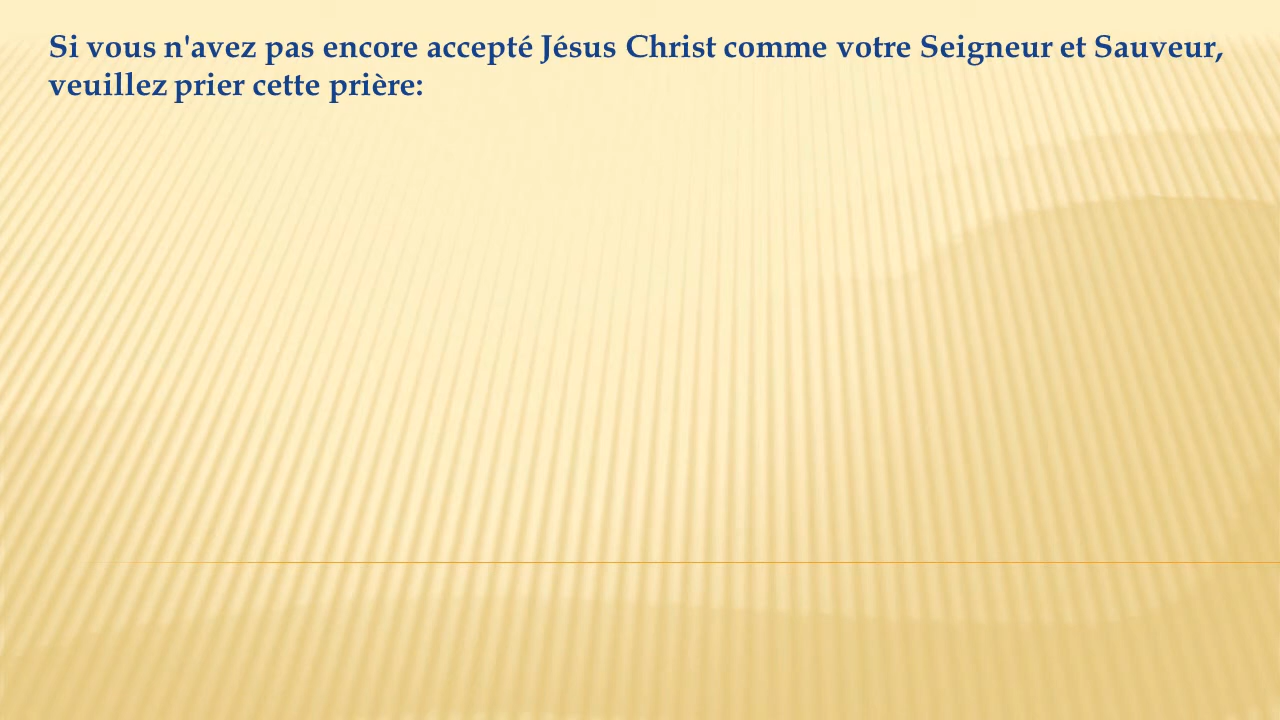 Si vous n'avez pas encore accepté Jésus Christ comme votre Seigneur et Sauveur,
veuillez prier cette prière: